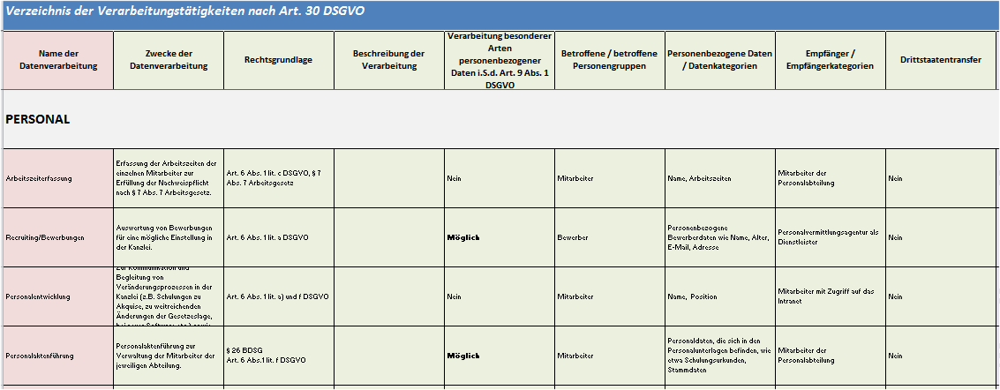 Verzeichnis der Verarbeitungstätigkeiten nach Art. 30 DSGVO
Name der
Datenverarbeitung
Zwecke der
Datenverarbeitung
Rechtsgrundlage
Beschreibung der
Verarbeitung
Verarbeitung besonderer
Arten
personenbezogener
Daten i.S.d. Art. 9 Abs. 1
DSGVO
Betroffene / betroffene
Personengruppen
Personenbezogene Daten
/ Datenkategorien
Empfänger /
Empfängerkategorien
Drittstaatentransfer
PERSONAL
Arbeitszeiterfassung
Erfassung der Arbeitszeiten der
einzelnen Mitarbeiter zur
Erfüllung der Nachweispflicht
nach § 7 Abs. 7 Arbeitsgesetz.
Art. 6 Abs. 1 lit. c DSGVO, § 7
Abs. 7 Arbeitsgesetz
Nein
Mitarbeiter
Name, Arbeitszeiten
Mitarbeiter der
Personalabteilung
Nein
Recruiting/Bewerbungen
Auswertung von Bewerbungen
für eine mögliche Einstellung in
der Kanzlei.
Art. 6 Abs. 1 lit. a DSGVO
Möglich
Bewerber
Personenbezogene
Bewerberdaten wie Name, Alter,
E-Mail, Adresse
Personalvermittlungsagentur als
Dienstleister
Nein
Personalentwicklung
Zur Kommunikation und
Begleitung von
Veränderungsprozessen in der
Kanzlei (z.B. Schulungen zu
Akquise, zu weitreichenden
Änderungen der Gesetzeslage,
Art. 6 Abs. 1 lit. a) und f DSGVO
Nein
Mitarbeiter
Name, Position
Mitarbeiter mit Zugriff auf das
Intranet
Nein
Personalaktenführung
Personalaktenführung zur
Verwaltung der Mitarbeiter der
jeweiligen Abteilung.
§ 26 BDSG
Art. 6 Abs.1 lit. f DSGVO
Möglich
Mitarbeiter
Personaldaten, die sich in den
Personalunterlagen befinden, wie
etwa Schulungsurkunden,
Stammdaten
Mitarbeiter der
Personalabteilung
Nein